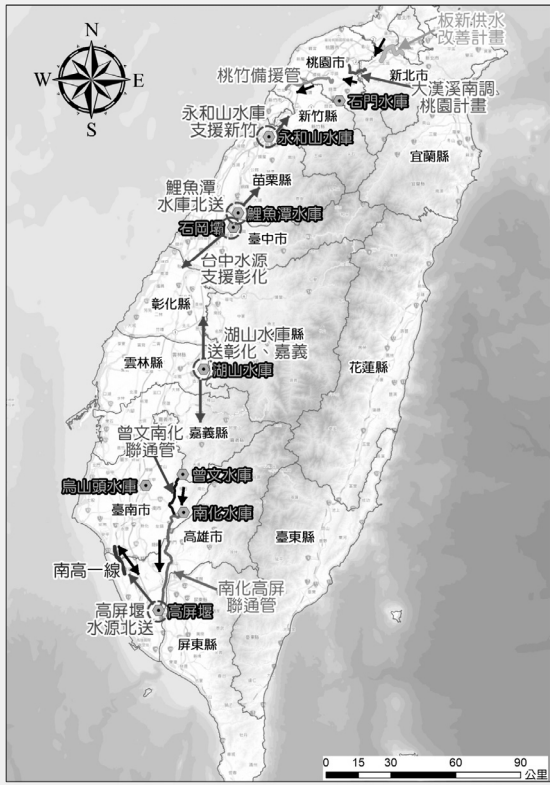 N
W
E
S
板新供水
改善計畫
桃園市
新北市
桃竹備援管
大漢溪南調、
桃園計畫
石門水庫
永和山水庫
支援新竹
新竹縣
永和山水庫
宜蘭縣
苗栗縣
鯉魚潭
水庫北送
鯉魚潭水庫
石岡壩
臺中市
台中水源
支援彰化
彰化縣
湖山水庫
送彰化、嘉義
縣
雲林縣
湖山水庫
花蓮縣
嘉義縣
曾文南化
聯通管
曾文水庫
烏山頭水庫
臺南市
南化水庫
高雄市
臺東縣
南高一線
南化高屏
聯通管
高屏堰
水源北送
高屏堰
屏東縣
0 15 30 60 90
公里